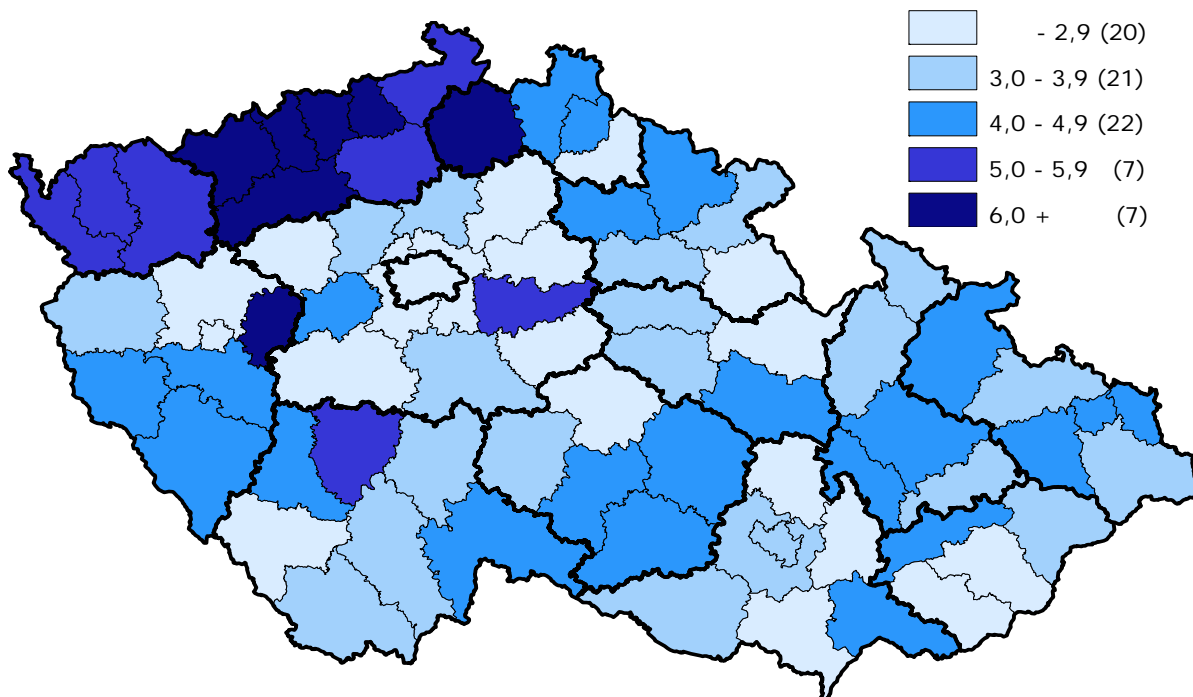 - 2,9 (20)
3,0 - 3,9 (21)
4,0 - 4,9 (22)
5,0 - 5,9 (7)
6,0 + (7)